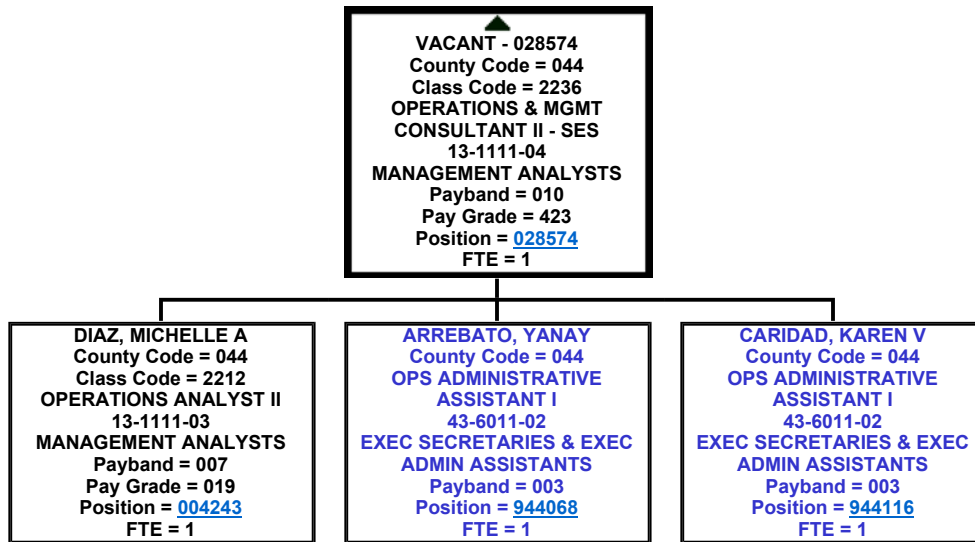 VACANT - 028574
County Code = 044
Class Code = 2236
OPERATIONS & MGMT
CONSULTANT II - SES
13-1111-04
MANAGEMENT ANALYSTS
Payband = 010
Pay Grade = 423
Position = 028574
FTE = 1
DIAZ, MICHELLE A
County Code = 044
Class Code = 2212
OPERATIONS ANALYST II
13-1111-03
MANAGEMENT ANALYSTS
Payband = 007
Pay Grade = 019
Position = 004243
FTE = 1
ARREBATO, YANAY
County Code = 044
OPS ADMINISTRATIVE
ASSISTANT I
43-6011-02
EXEC SECRETARIES & EXEC
ADMIN ASSISTANTS
Payband = 003
Position = 944068
FTE = 1
CARIDAD, KAREN V
County Code = 044
OPS ADMINISTRATIVE
ASSISTANT I
43-6011-02
EXEC SECRETARIES & EXEC
ADMIN ASSISTANTS
Payband = 003
Position = 944116
FTE = 1